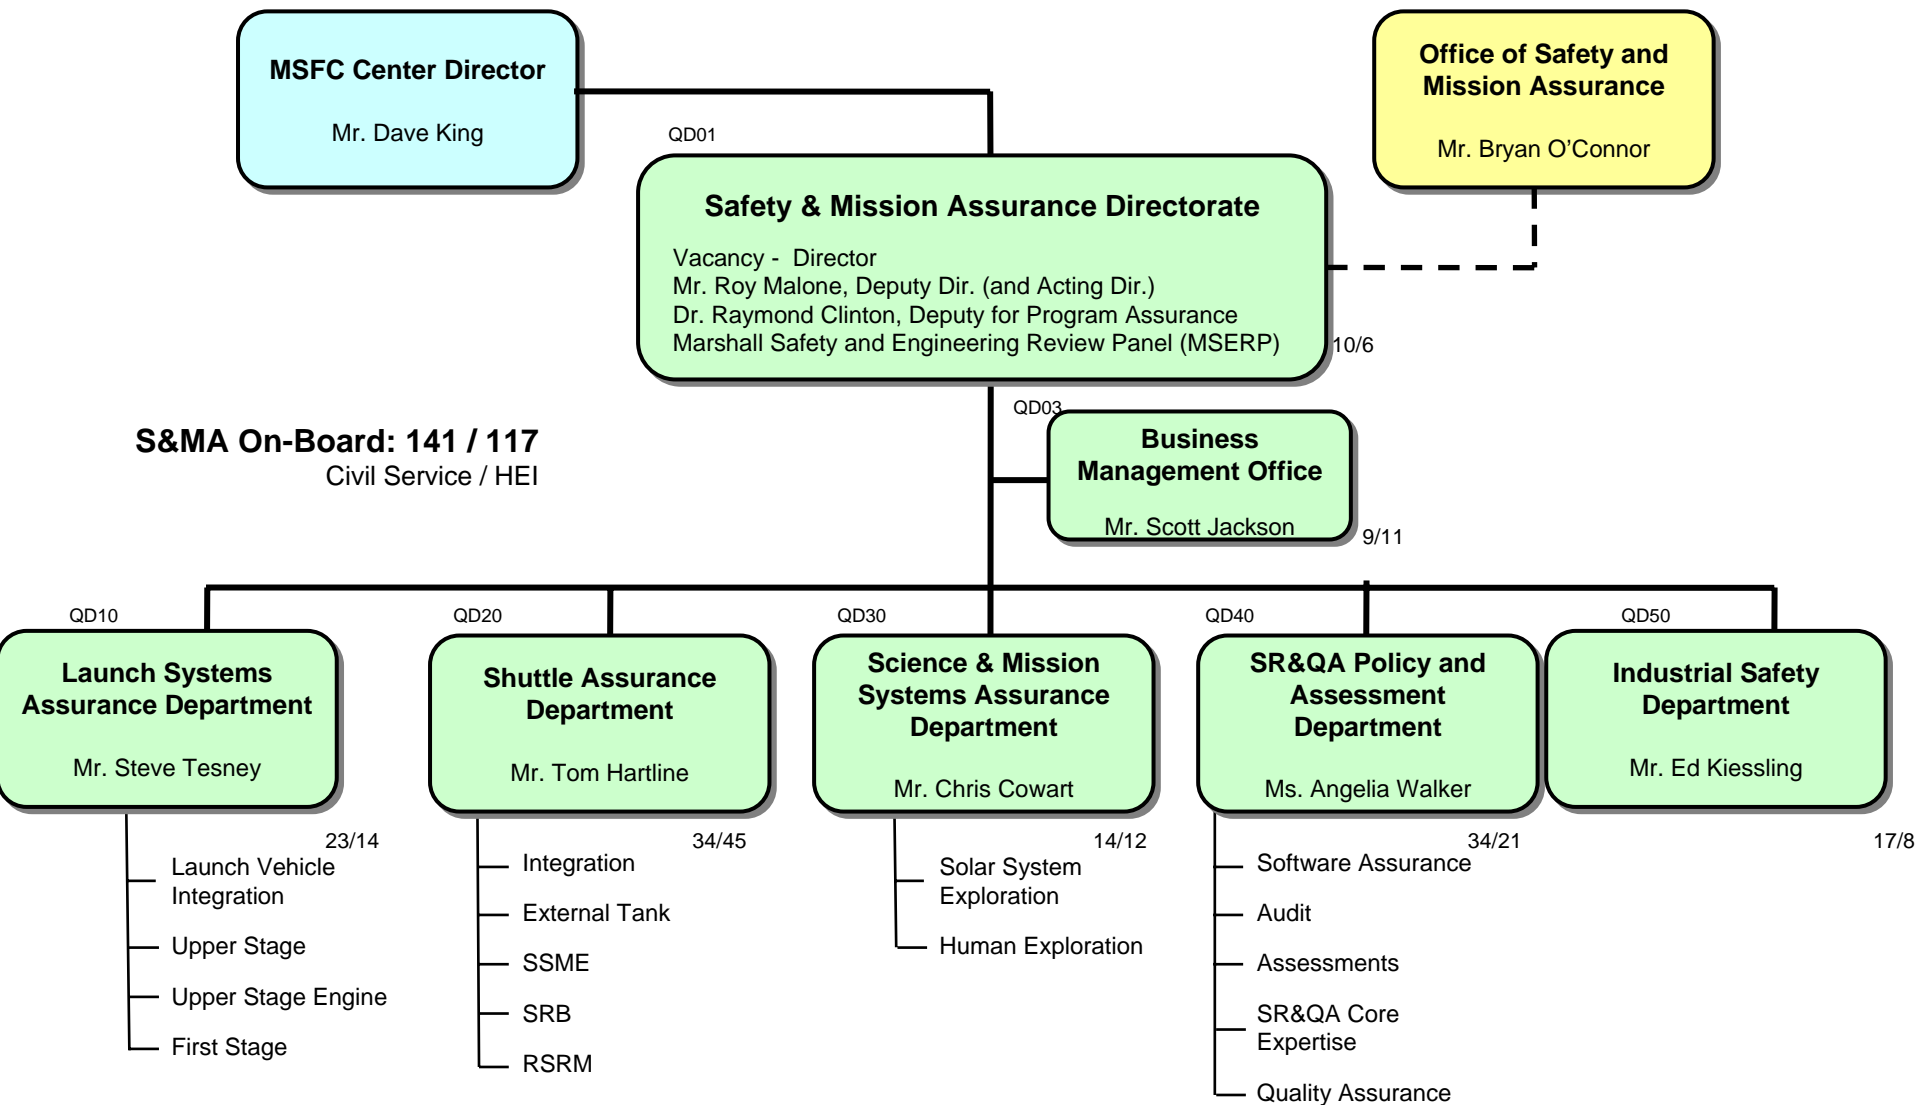 MSFC Center Director
Mr. Dave King
Office of Safety and
Mission Assurance
Mr. Bryan O’Connor
QD01
Safety & Mission Assurance Directorate
Vacancy - Director
Mr. Roy Malone, Deputy Dir. (and Acting Dir.)
Dr. Raymond Clinton, Deputy for Program Assurance
Marshall Safety and Engineering Review Panel (MSERP)
10/6
QD03
Business
Management Office
Mr. Scott Jackson
9/11
S&MA On-Board: 141 / 117
Civil Service / HEI
QD10
Launch Systems
Assurance Department
Mr. Steve Tesney
23/14
Launch Vehicle
Integration
Upper Stage
Upper Stage Engine
First Stage
QD20
Shuttle Assurance
Department
Mr. Tom Hartline
34/45
Integration
External Tank
SSME
SRB
RSRM
QD30
Science & Mission
Systems Assurance
Department
Mr. Chris Cowart
14/12
Solar System
Exploration
Human Exploration
QD40
SR&QA Policy and
Assessment
Department
Ms. Angelia Walker
34/21
Software Assurance
Audit
Assessments
SR&QA Core
Expertise
Quality Assurance
QD50
Industrial Safety
Department
Mr. Ed Kiessling
17/8